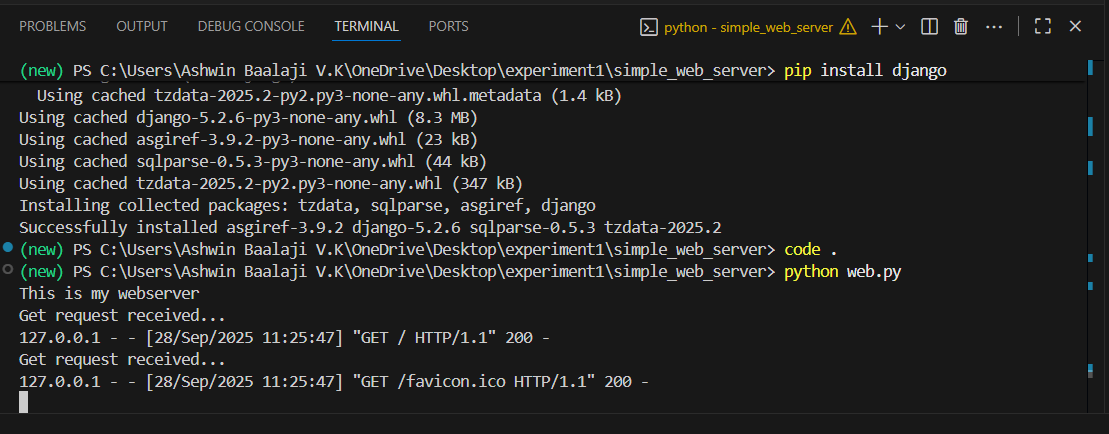 PROBLEMS OUTPUT DEBUG CONSOLE TERMINAL PORTS python - simple_web_server
(new) PS C:\Users\Ashwin Baalaji V.K\OneDrive\Desktop\experiment1\simple_web_server> pip install django
Using cached tzdata-2025.2-py2.py3-none-any.whl.metadata (1.4 kB)
Using cached django-5.2.6-py3-none-any.whl (8.3 MB)
Using cached asgiref-3.9.2-py3-none-any.whl (23 kB)
Using cached sqlparse-0.5.3-py3-none-any.whl (44 kB)
Using cached tzdata-2025.2-py2.py3-none-any.whl (347 kB)
Installing collected packages: tzdata, sqlparse, asgiref, django
Successfully installed asgiref-3.9.2 django-5.2.6 sqlparse-0.5.3 tzdata-2025.2
(new) PS C:\Users\Ashwin Baalaji V.K\OneDrive\Desktop\experiment1\simple_web_server> code .
(new) PS C:\Users\Ashwin Baalaji V.K\OneDrive\Desktop\experiment1\simple_web_server> python web.py
This is my webserver
Get request received...
127.0.0.1 - - [28/Sep/2025 11:25:47] "GET / HTTP/1.1" 200 -
Get request received...
127.0.0.1 - - [28/Sep/2025 11:25:47] "GET /favicon.ico HTTP/1.1" 200 -